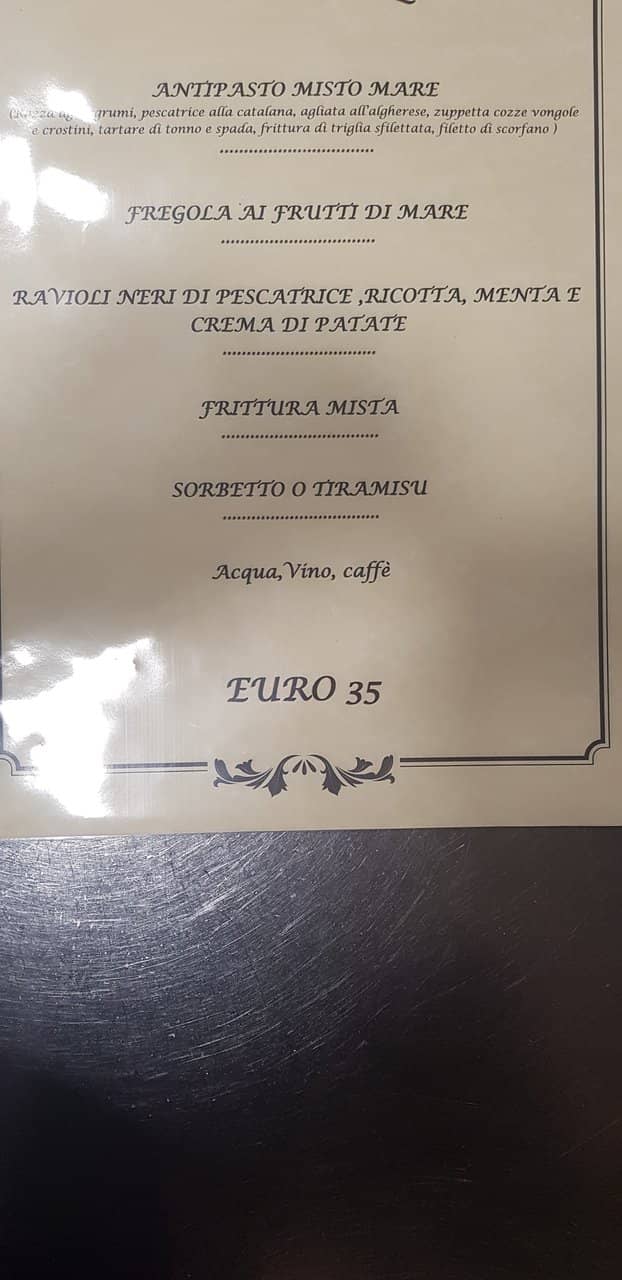 ANTIPASTO MISTO MARE
agrumi, pescatrice alla catalana, agliata all'algherese, zuppetta cozze vongole
e crostini, tartare di tonno e spada, frittura di triglia sfilettata, filetto di scorfano )
................................
FREGOLA AI FRUTTI DI MARE
................................
RAVIOLI NERI DI PESCATRICE ,RICOTTA, MENTA E
CREMA DI PATATE
................................
FRITTURA MISTA
................................
SORBETTO O TIRAMISU
................................
Acqua,Vino, caffè
EURO 35